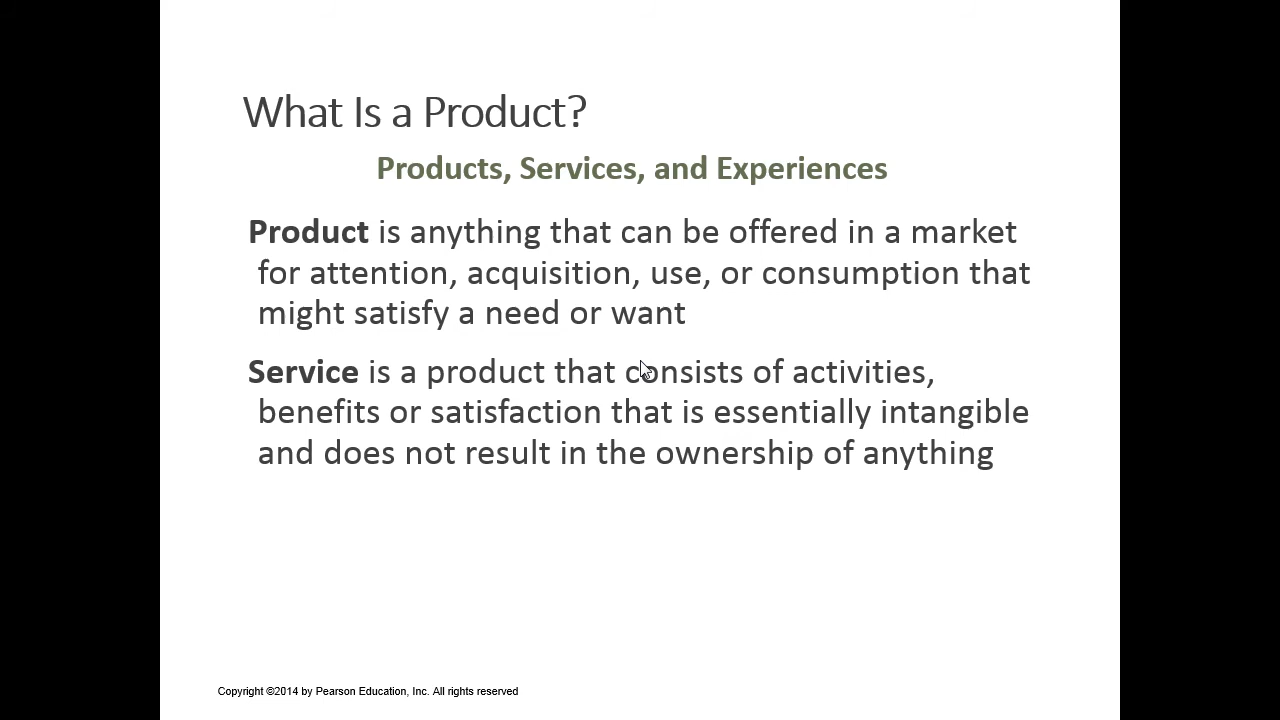 What Is a Product?
Products, Services, and Experiences
Product is anything that can be offered in a market
for attention, acquisition, use, or consumption that
might satisfy a need or want
Service is a product that consists of activities,
benefits or satisfaction that is essentially intangible
and does not result in the ownership of anything
Copyright ©2014 by Pearson Education, Inc. All rights reserved